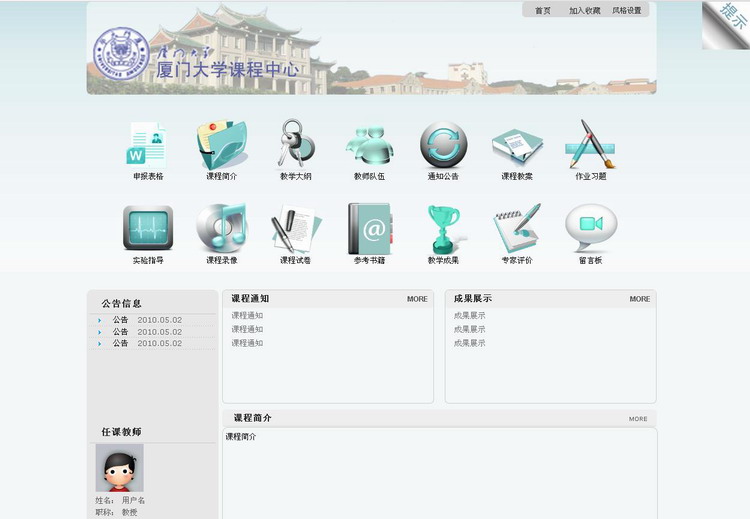 首页 加入收藏 风格设置
提示
厦门大学
厦门大学课程中心
申报表格 课程简介 教学大纲 教师队伍 通知公告 课程教案 作业习题
实验指导 课程录像 课程试卷 参考书籍 教学成果 专家评价 留言板
公告信息
公告 2010.05.02
公告 2010.05.02
公告 2010.05.02
课程通知 MORE
课程通知
课程通知
课程通知
成果展示 MORE
成果展示
成果展示
成果展示
任课教师
姓名： 用户名
职称： 教授
课程简介 MORE
课程简介